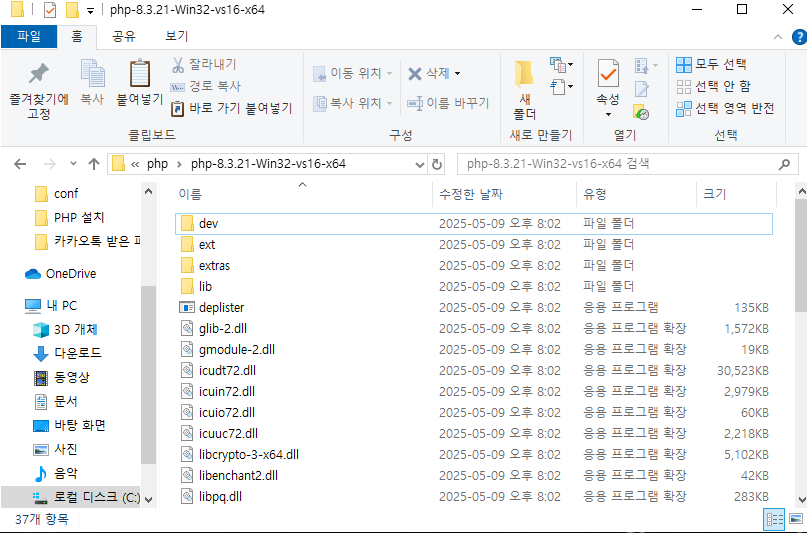 php-8.3.21-Win32-vs16-x64
파일 홈 공유 보기
즐겨찾기에 고정
복사
붙여넣기
잘라내기
경로 복사
바로 가기 붙여넣기
클립보드
이동 위치
복사 위치
삭제
이름 바꾸기
구성
새 폴더
새로 만들기
속성
열기
모두 선택
선택 안 함
선택 영역 반전
선택
« php > php-8.3.21-Win32-vs16-x64
php-8.3.21-Win32-vs16-x64 검색
conf
PHP 설치
카카오톡 받은 파
OneDrive
내 PC
3D 개체
다운로드
동영상
문서
바탕 화면
사진
음악
로컬 디스크 (C:)
이름 수정한 날짜 유형 크기
dev 2025-05-09 오후 8:02 파일 폴더
ext 2025-05-09 오후 8:02 파일 폴더
extras 2025-05-09 오후 8:02 파일 폴더
lib 2025-05-09 오후 8:02 파일 폴더
deplister 2025-05-09 오후 8:02 응용 프로그램 135KB
glib-2.dll 2025-05-09 오후 8:02 응용 프로그램 확장 1,572KB
gmodule-2.dll 2025-05-09 오후 8:02 응용 프로그램 확장 19KB
icudt72.dll 2025-05-09 오후 8:02 응용 프로그램 확장 30,523KB
icuin72.dll 2025-05-09 오후 8:02 응용 프로그램 확장 2,979KB
icuio72.dll 2025-05-09 오후 8:02 응용 프로그램 확장 60KB
icuuc72.dll 2025-05-09 오후 8:02 응용 프로그램 확장 2,218KB
libcrypto-3-x64.dll 2025-05-09 오후 8:02 응용 프로그램 확장 5,102KB
libenchant2.dll 2025-05-09 오후 8:02 응용 프로그램 확장 42KB
libpq.dll 2025-05-09 오후 8:02 응용 프로그램 확장 283KB
37개 항목